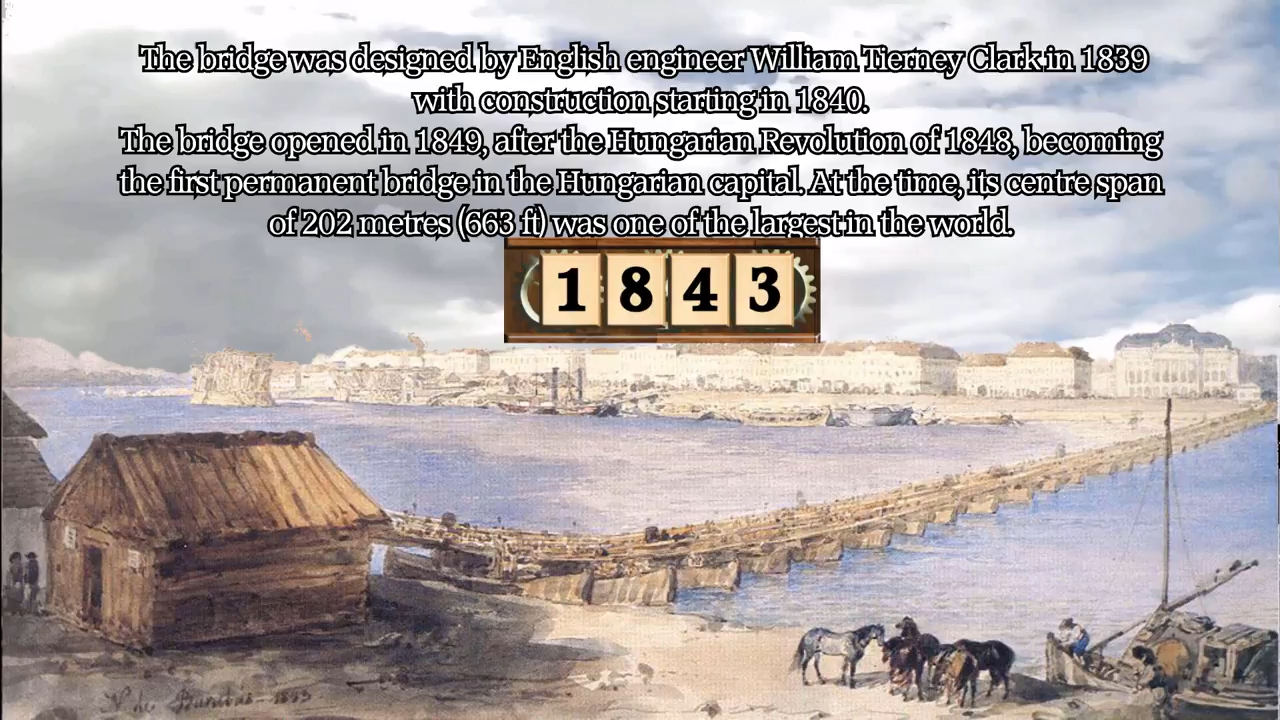 The bridge was designed by English engineer William Tierney Clark in 1839
with construction starting in 1840.
The bridge opened in 1849, after the Hungarian Revolution of 1848, becoming
the first permanent bridge in the Hungarian capital. At the time, its centre span
of 202 metres (663 ft) was one of the largest in the world.
1843